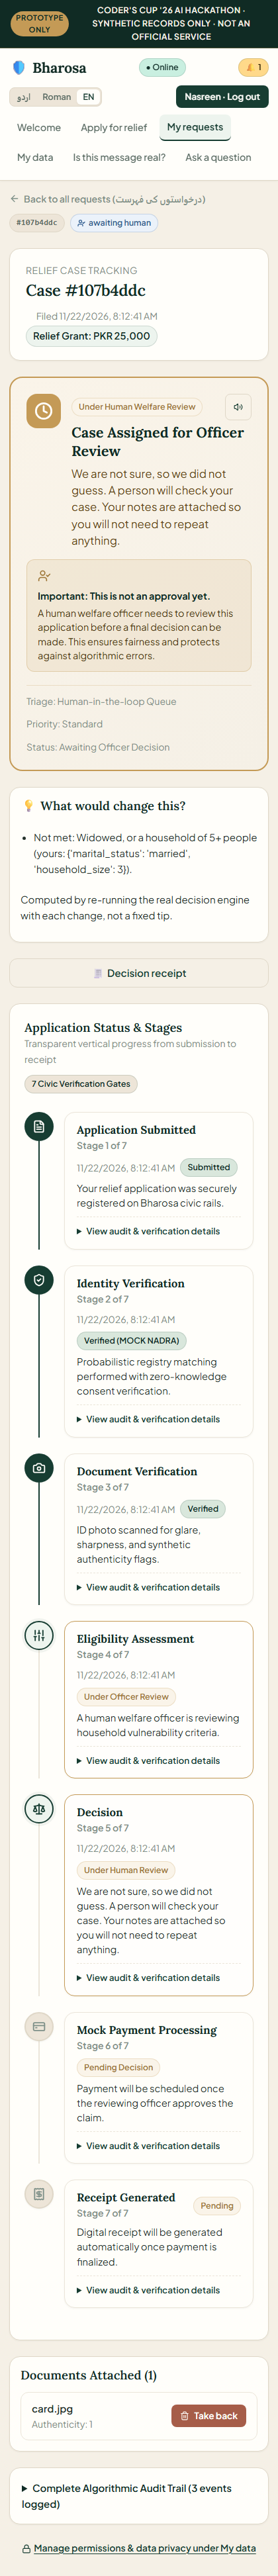 PROTOTYPE ONLY
CODER'S CUP '26 AI HACKATHON ·
SYNTHETIC RECORDS ONLY · NOT AN
OFFICIAL SERVICE
Bharosa
● Online
1
اردو Roman EN
Nasreen · Log out
Welcome Apply for relief My requests
My data Is this message real? Ask a question
← Back to all requests (درخواستوں کی فہرست)
#107b4ddc awaiting human
RELIEF CASE TRACKING
Case #107b4ddc
Filed 11/22/2026, 8:12:41 AM
Relief Grant: PKR 25,000
Under Human Welfare Review
Case Assigned for Officer
Review
We are not sure, so we did not
guess. A person will check your
case. Your notes are attached so
you will not need to repeat
anything.
Important: This is not an approval yet.
A human welfare officer needs to review this
application before a final decision can be
made. This ensures fairness and protects
against algorithmic errors.
Triage: Human-in-the-loop Queue
Priority: Standard
Status: Awaiting Officer Decision
What would change this?
• Not met: Widowed, or a household of 5+ people
(yours: {'marital_status': 'married',
'household_size': 3}).
Computed by re-running the real decision engine
with each change, not a fixed tip.
Decision receipt
Application Status & Stages
Transparent vertical progress from submission to
receipt
7 Civic Verification Gates
Application Submitted
Stage 1 of 7
11/22/2026, 8:12:41 AM Submitted
Your relief application was securely
registered on Bharosa civic rails.
▶ View audit & verification details
Identity Verification
Stage 2 of 7
11/22/2026, 8:12:41 AM
Verified (MOCK NADRA)
Probabilistic registry matching
performed with zero-knowledge
consent verification.
▶ View audit & verification details
Document Verification
Stage 3 of 7
11/22/2026, 8:12:41 AM Verified
ID photo scanned for glare,
sharpness, and synthetic
authenticity flags.
▶ View audit & verification details
Eligibility Assessment
Stage 4 of 7
11/22/2026, 8:12:41 AM
Under Officer Review
A human welfare officer is reviewing
household vulnerability criteria.
▶ View audit & verification details
Decision
Stage 5 of 7
11/22/2026, 8:12:41 AM
Under Human Review
We are not sure, so we did not
guess. A person will check your
case. Your notes are attached so
you will not need to repeat
anything.
▶ View audit & verification details
Mock Payment Processing
Stage 6 of 7
Pending Decision
Payment will be scheduled once
the reviewing officer approves the
claim.
▶ View audit & verification details
Receipt Generated
Stage 7 of 7
Pending
Digital receipt will be generated
automatically once payment is
finalized.
▶ View audit & verification details
Documents Attached (1)
card.jpg
Authenticity: 1
Take back
▶ Complete Algorithmic Audit Trail (3 events
logged)
Manage permissions & data privacy under My data